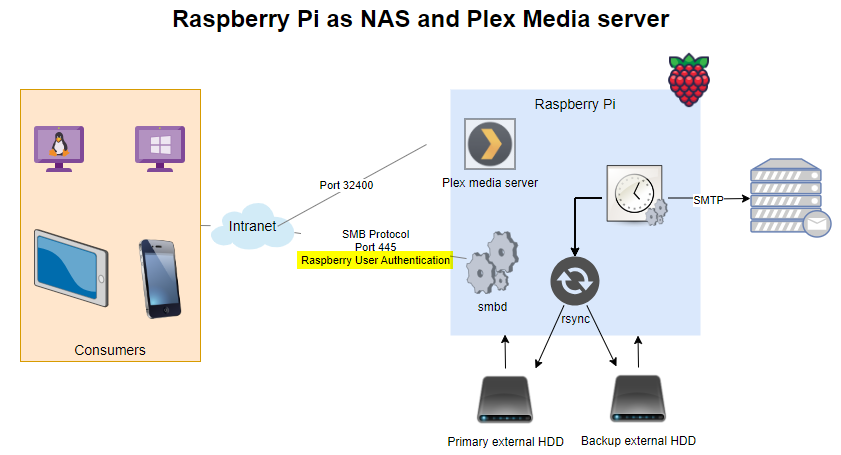 Raspberry Pi as NAS and Plex Media server
Raspberry Pi
Plex media server
Port 32400
SMTP
Intranet
SMB Protocol
Port 445
Raspberry User Authentication
smbd
rsync
Consumers
Primary external HDD
Backup external HDD